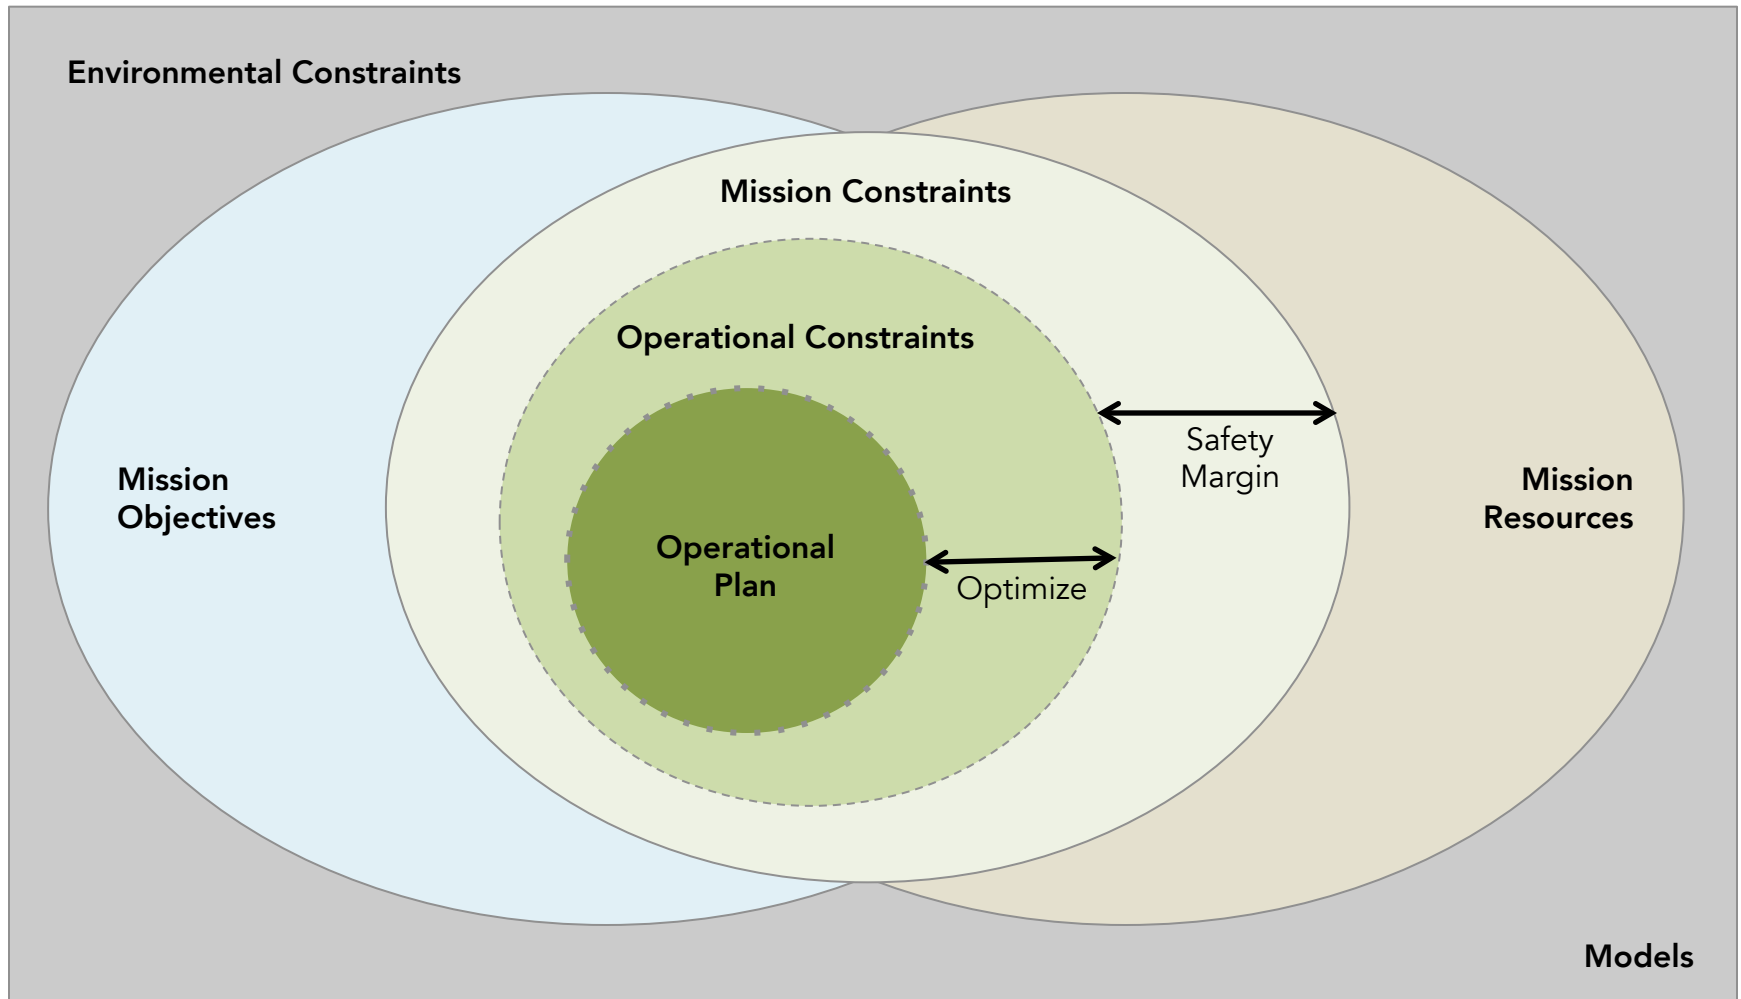 Environmental Constraints
Mission Constraints
Operational Constraints
Safety
Margin
Mission
Objectives
Mission
Resources
Operational
Plan
Optimize
Models